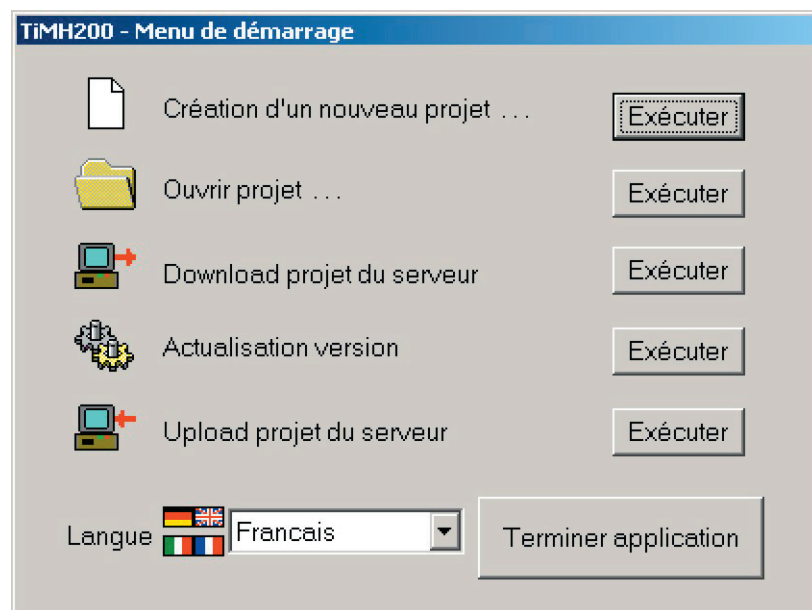 TiMH200 - Menu de démarrage
Création d'un nouveau projet ... Exécuter
Ouvrir projet ... Exécuter
Download projet du serveur Exécuter
Actualisation version Exécuter
Upload projet du serveur Exécuter
Langue Francais Terminer application